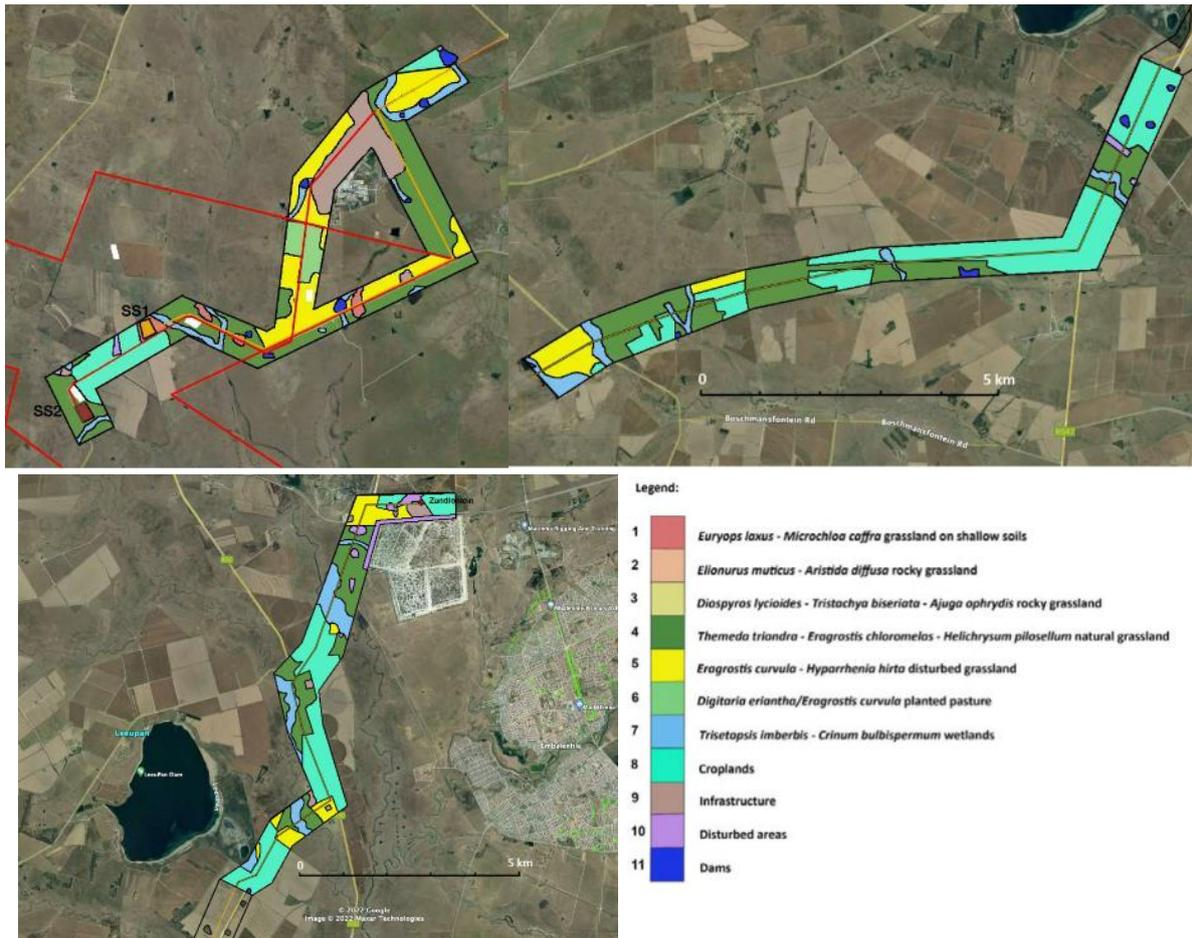 SS1
SS2
0 5 km
Boschmansfontein Rd
Boschmansfontein Rd
Leeupan
LeeuPan Dam
Embalenhle
0 5 km
© 2022 Google
Image © 2022 Maxar Technologies
Legend:
1 Euryops laxus - Microchloa caffra grassland on shallow soils
2 Elionurus muticus - Aristida diffusa rocky grassland
3 Diospyros lycioides - Tristachya biseriata - Ajuga ophrydis rocky grassland
4 Themeda triandra - Eragrostis chloromelas - Helichrysum pilosellum natural grassland
5 Eragrostis curvula - Hyparrhenia hirta disturbed grassland
6 Digitaria eriantha/Eragrostis curvula planted pasture
7 Trisetopsis imberbis - Crinum bulbispermum wetlands
8 Croplands
9 Infrastructure
10 Disturbed areas
11 Dams